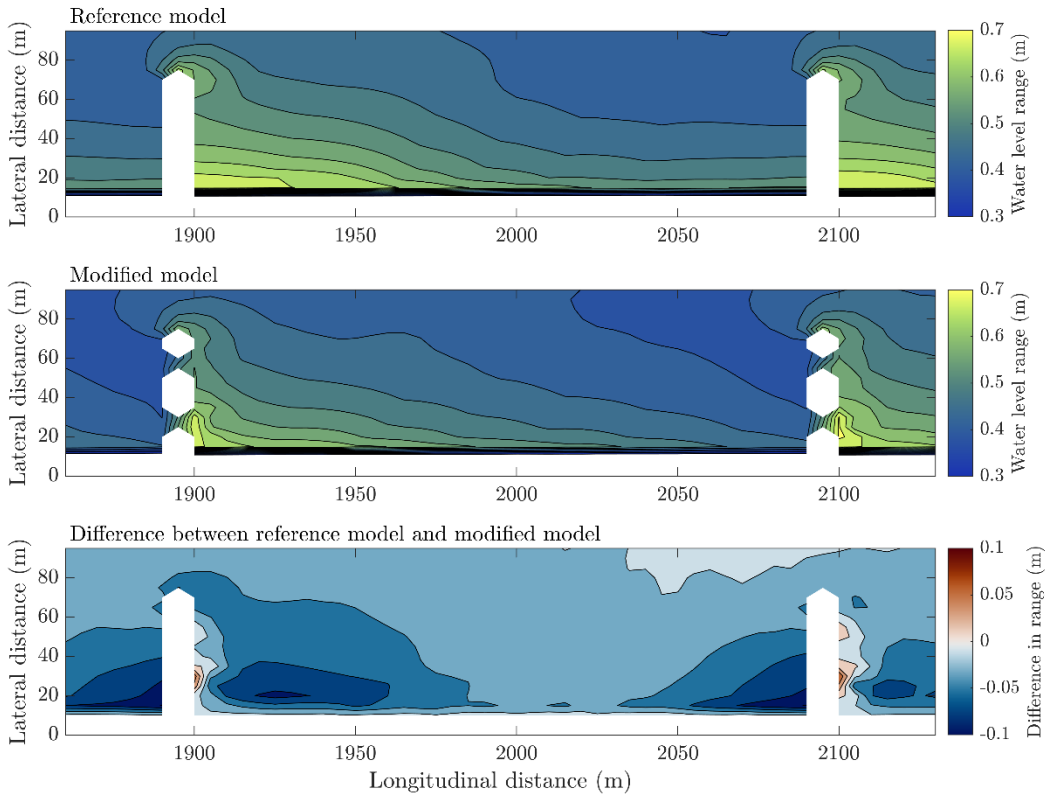 Reference model
Lateral distance (m)
80
60
40
20
0
1900 1950 2000 2050 2100
0.7
0.6
0.5
0.4
0.3
Water level range (m)
Modified model
Lateral distance (m)
80
60
40
20
0
1900 1950 2000 2050 2100
0.7
0.6
0.5
0.4
0.3
Water level range (m)
Difference between reference model and modified model
Lateral distance (m)
80
60
40
20
0
1900 1950 2000 2050 2100
Longitudinal distance (m)
0.1
0.05
0
-0.05
-0.1
Difference in range (m)